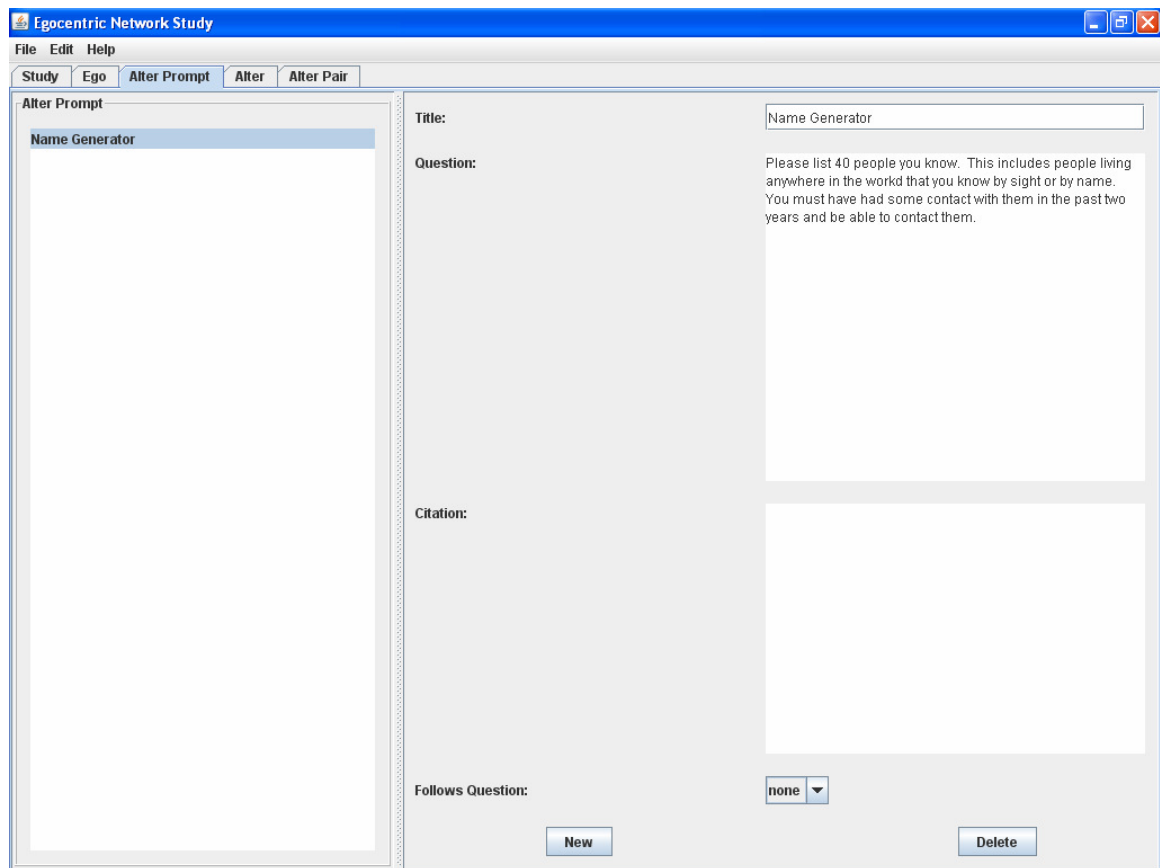 Egocentric Network Study
File Edit Help
Study Ego Alter Prompt Alter Alter Pair
Alter Prompt
Name Generator
Title:
Name Generator
Question:
Please list 40 people you know.  This includes people living
anywhere in the workd that you know by sight or by name.
You must have had some contact with them in the past two
years and be able to contact them.
Citation:
Follows Question:
none
New
Delete